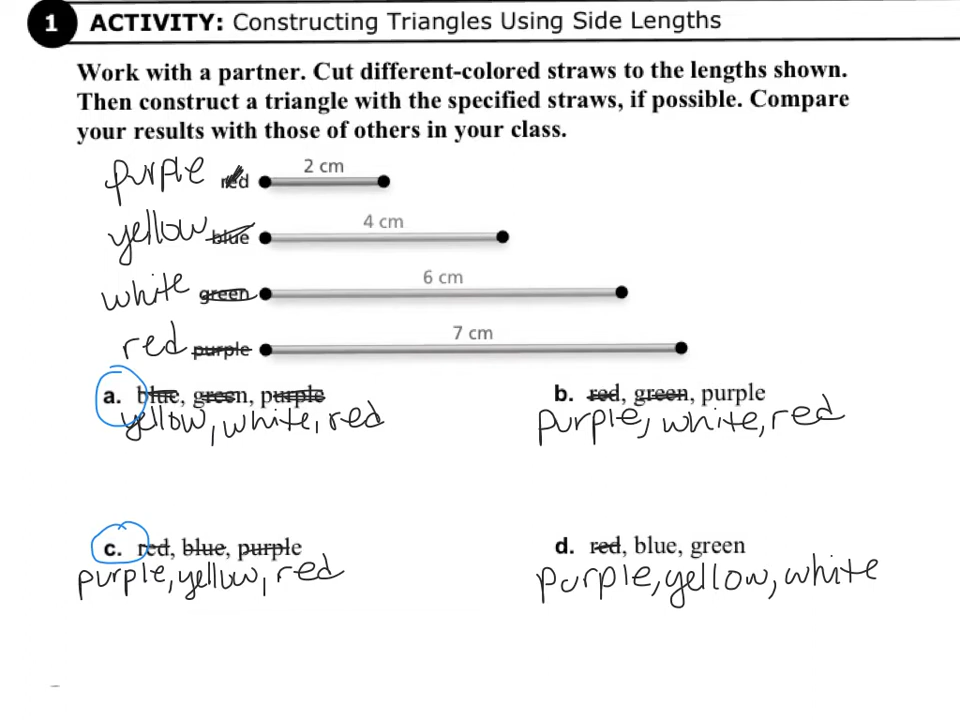 1 ACTIVITY: Constructing Triangles Using Side Lengths
Work with a partner. Cut different-colored straws to the lengths shown.
Then construct a triangle with the specified straws, if possible. Compare
your results with those of others in your class.
purple red 2 cm
yellow blue 4 cm
white green 6 cm
red purple 7 cm
a. blue, green, purple b. red, green, purple
yellow, white, red purple, white, red
c. red, blue, purple d. red, blue, green
purple, yellow, red purple, yellow, white